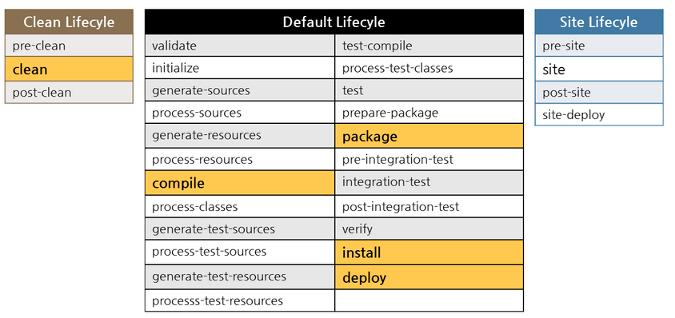 Clean Lifecyle
pre-clean
clean
post-clean
Default Lifecyle
validate
initialize
generate-sources
process-sources
generate-resources
process-resources
compile
process-classes
generate-test-sources
process-test-sources
generate-test-resources
processs-test-resources
test-compile
process-test-classes
test
prepare-package
package
pre-integration-test
integration-test
post-integration-test
verify
install
deploy
Site Lifecyle
pre-site
site
post-site
site-deploy